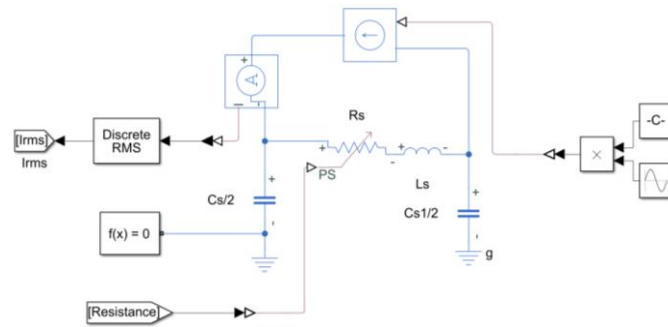 A
Rs
-C-
[Irms]
Discrete
RMS
Irms
×
+
-
PS
Ls
Cs/2
Cs1/2
f(x) = 0
g
[Resistance]